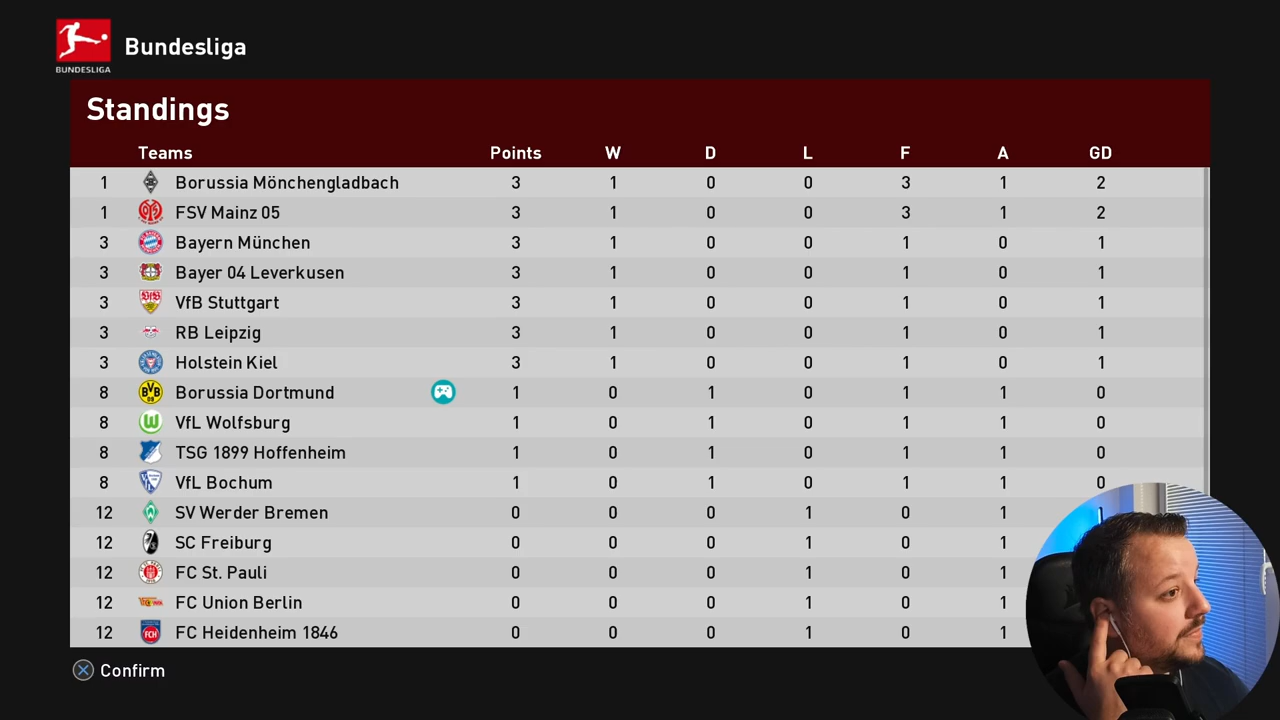 BUNDESLIGA
Bundesliga
Standings
Teams Points W D L F A GD
1 Borussia Mönchengladbach 3 1 0 0 3 1 2
1 FSV Mainz 05 3 1 0 0 3 1 2
3 Bayern München 3 1 0 0 1 0 1
3 Bayer 04 Leverkusen 3 1 0 0 1 0 1
3 VfB Stuttgart 3 1 0 0 1 0 1
3 RB Leipzig 3 1 0 0 1 0 1
3 Holstein Kiel 3 1 0 0 1 0 1
8 BVB 09 Borussia Dortmund 1 0 1 0 1 1 0
8 W VfL Wolfsburg 1 0 1 0 1 1 0
8 TSG 1899 Hoffenheim 1 0 1 0 1 1 0
8 VfL Bochum 1 0 1 0 1 1 0
12 W SV Werder Bremen 0 0 0 1 0 1
12 SC Freiburg 0 0 0 1 0 1
12 FC St. Pauli 0 0 0 1 0 1
12 FC Union Berlin 0 0 0 1 0 1
12 FCH FC Heidenheim 1846 0 0 0 1 0 1
Confirm